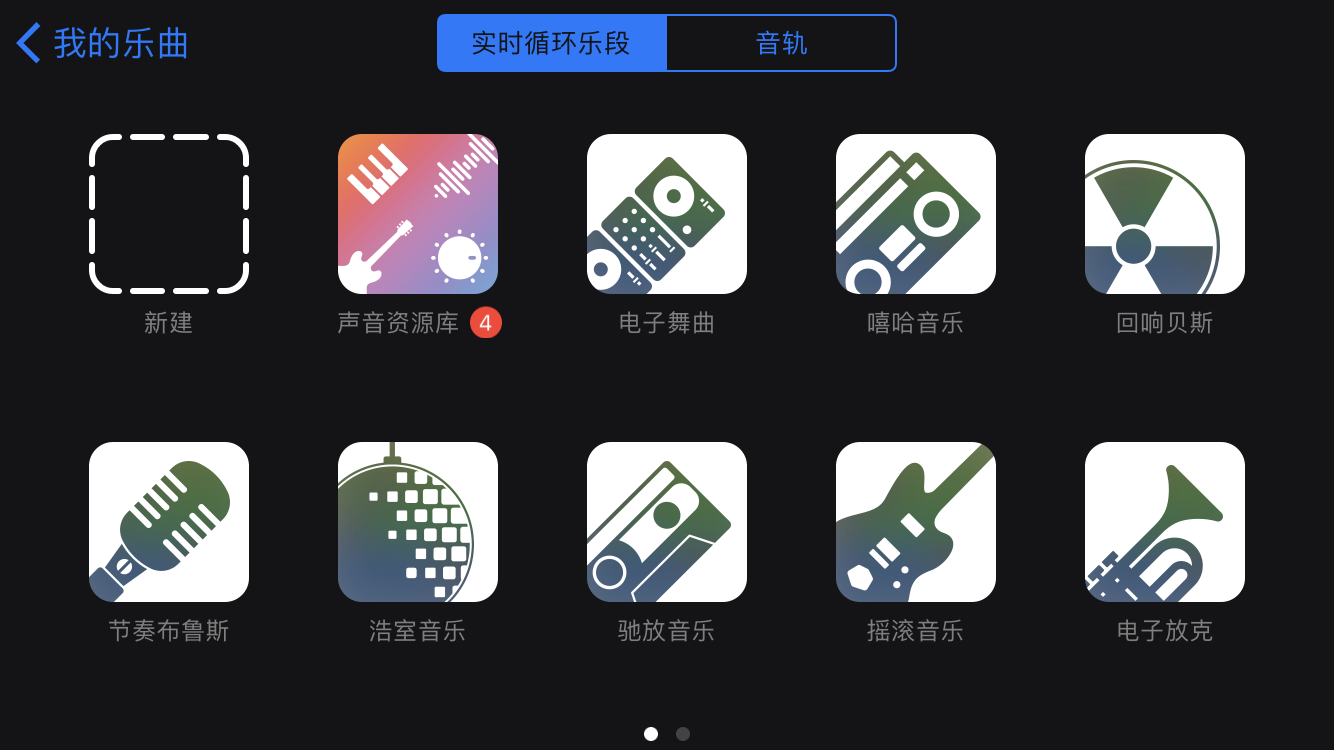 我的乐曲
实时循环乐段
音轨
新建
声音资源库 4
电子舞曲
嘻哈音乐
回响贝斯
节奏布鲁斯
浩室音乐
驰放音乐
摇滚音乐
电子放克